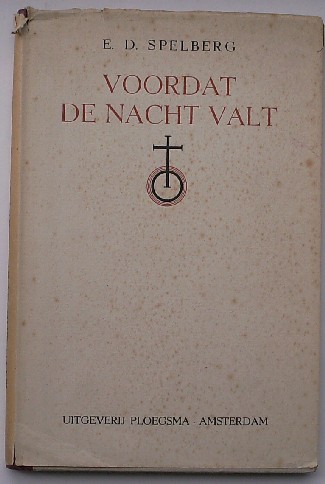 E. D. SPELBERG
VOORDAT
DE NACHT VALT
UITGEVERIJ PLOEGSMA AMSTERDAM